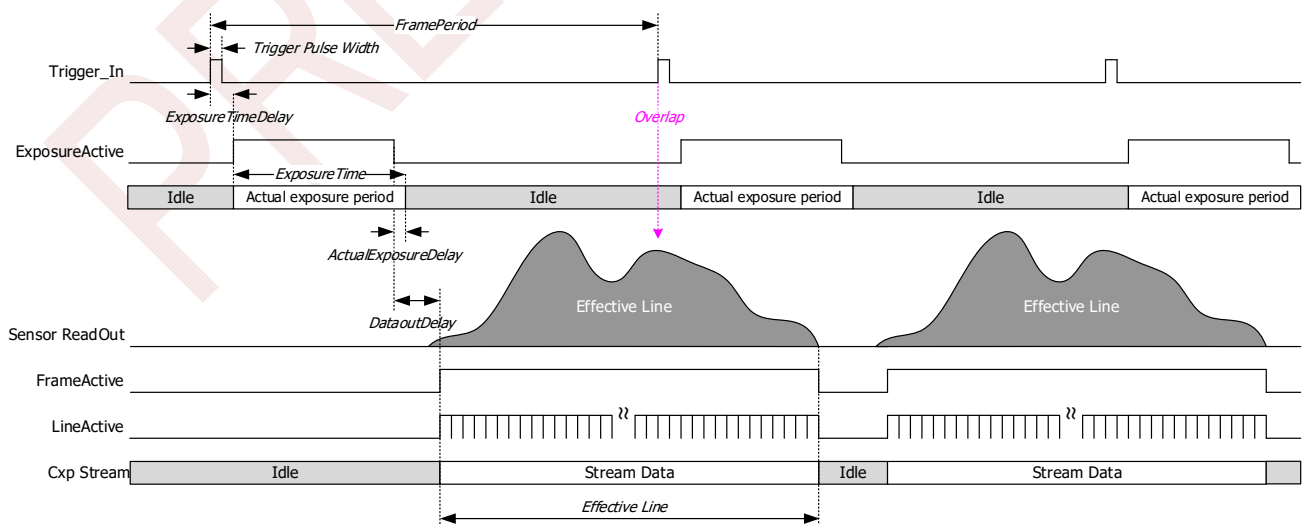 FramePeriod
Trigger Pulse Width
Trigger_In
ExposureTimeDelay
Overlap
ExposureActive
ExposureTime
Idle Actual exposure period Idle Actual exposure period Idle Actual exposure period
ActualExposureDelay
Effective Line Effective Line
DataoutDelay
Sensor ReadOut
FrameActive
LineActive
Cxp Stream Idle Stream Data Idle Stream Data
Effective Line